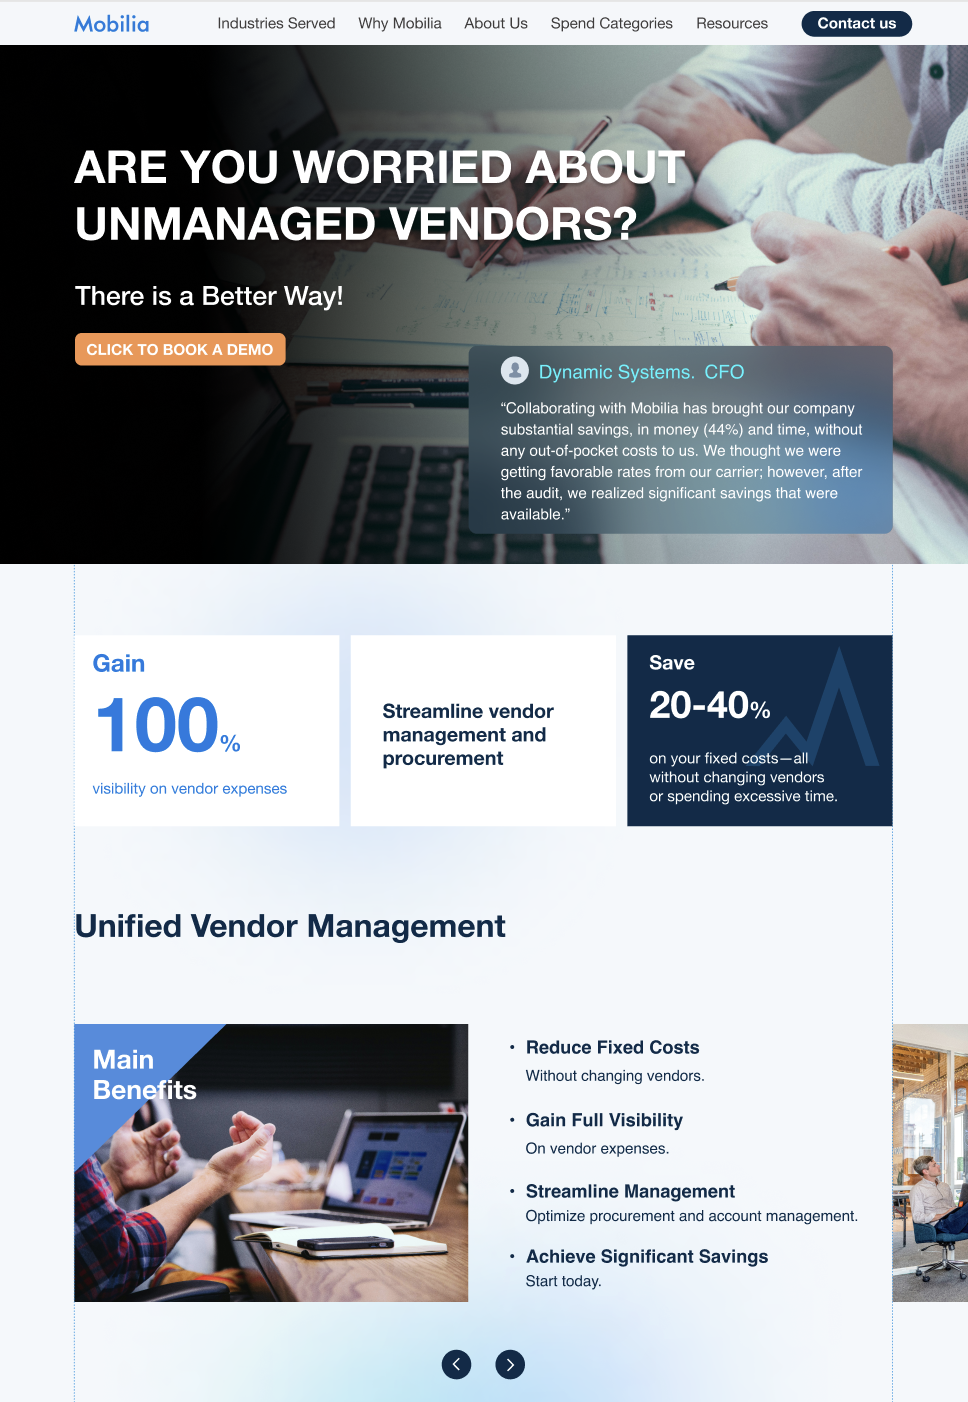 Mobilia
Industries Served
Why Mobilia
About Us
Spend Categories
Resources
Contact us
ARE YOU WORRIED ABOUT
UNMANAGED VENDORS?
There is a Better Way!
CLICK TO BOOK A DEMO
Dynamic Systems.  CFO
“Collaborating with Mobilia has brought our company
substantial savings, in money (44%) and time, without
any out-of-pocket costs to us. We thought we were
getting favorable rates from our carrier; however, after
the audit, we realized significant savings that were
available.”
Gain
100%
visibility on vendor expenses
Streamline vendor
management and
procurement
Save
20-40%
on your fixed costs—all
without changing vendors
or spending excessive time.
Unified Vendor Management
Main
Benefits
• Reduce Fixed Costs
Without changing vendors.
• Gain Full Visibility
On vendor expenses.
• Streamline Management
Optimize procurement and account management.
• Achieve Significant Savings
Start today.